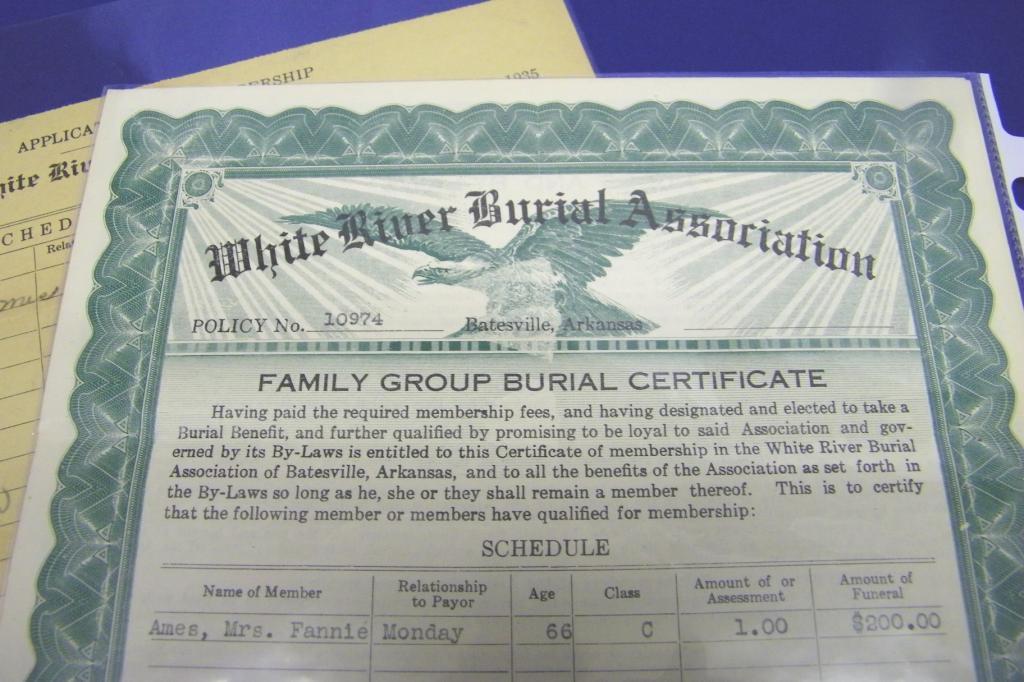 ERSHIP
1935
APPLICA
hite Riv
CHED
Rela
White River Burial Association
POLICY No. 10974 Batesville, Arkansas
FAMILY GROUP BURIAL CERTIFICATE
Having paid the required membership fees, and having designated and elected to take a
Burial Benefit, and further qualified by promising to be loyal to said Association and gov-
erned by its By-Laws is entitled to this Certificate of membership in the White River Burial
Association of Batesville, Arkansas, and to all the benefits of the Association as set forth in
the By-Laws so long as he, she or they shall remain a member thereof. This is to certify
that the following member or members have qualified for membership:
SCHEDULE
Name of Member Relationship to Payor Age Class Amount of or Assessment Amount of Funeral
Ames, Mrs. Fannie Monday 66 C 1.00 $200.00